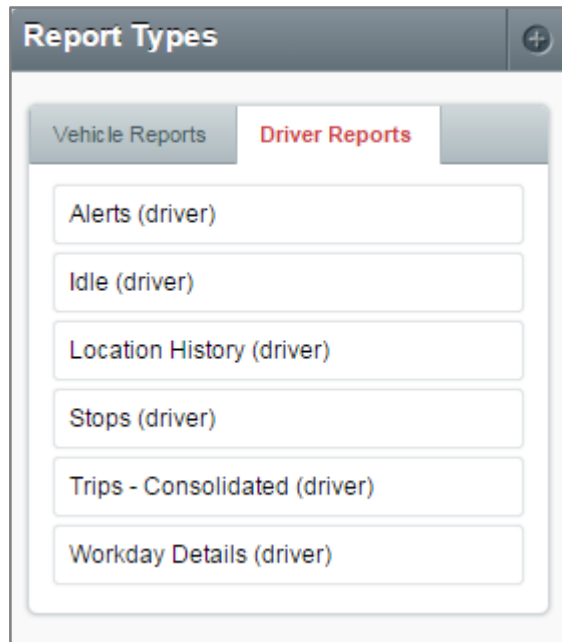 Report Types
Vehicle Reports
Driver Reports
Alerts (driver)
Idle (driver)
Location History (driver)
Stops (driver)
Trips - Consolidated (driver)
Workday Details (driver)